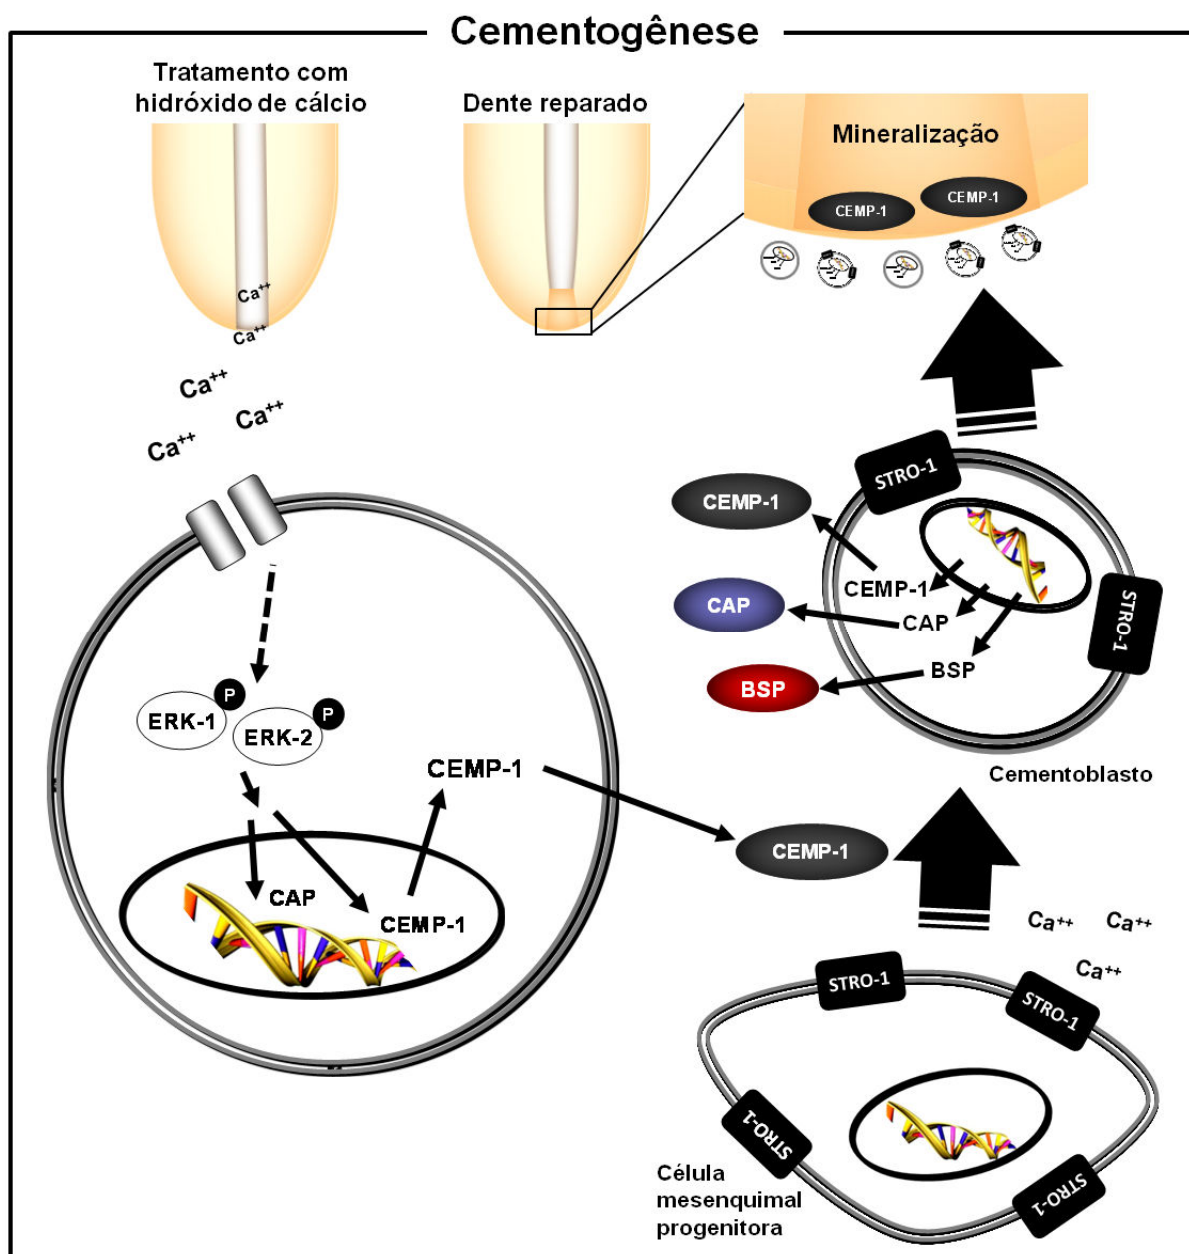 Cementogênese
Tratamento com
hidróxido de cálcio
Dente reparado
Mineralização
CEMP-1
CEMP-1
Ca++
Ca++
Ca++
Ca++
Ca++
STRO-1
CEMP-1
CEMP-1
CAP
CAP
BSP
BSP
STRO-1
Cementoblasto
P
ERK-1
P
ERK-2
CEMP-1
CEMP-1
CAP
CEMP-1
Ca++
Ca++
Ca++
STRO-1
STRO-1
STRO-1
STRO-1
Célula
mesenquimal
progenitora